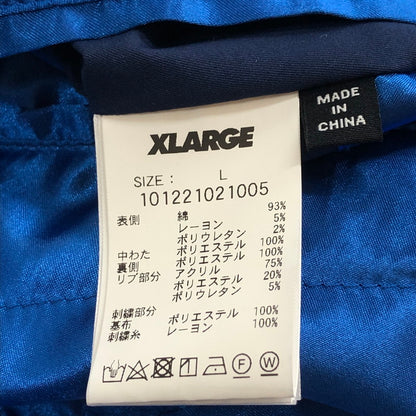 XLARGE
SIZE: L
101221021005
表側 綿 93%
レーヨン 5%
ポリウレタン 2%
中わた ポリエステル 100%
裏側 ポリエステル 100%
リブ部分 アクリル 75%
ポリエステル 20%
ポリウレタン 5%
刺繍部分
基布 ポリエステル 100%
刺繍糸 レーヨン 100%
P
F
W
MADE
IN
CHINA